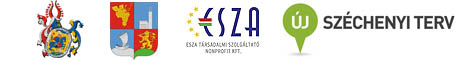 ESZA
ESZA TÁRSADALMI SZOLGÁLTATÓ
NONPROFIT KFT.
ÚJ SZÉCHENYI TERV